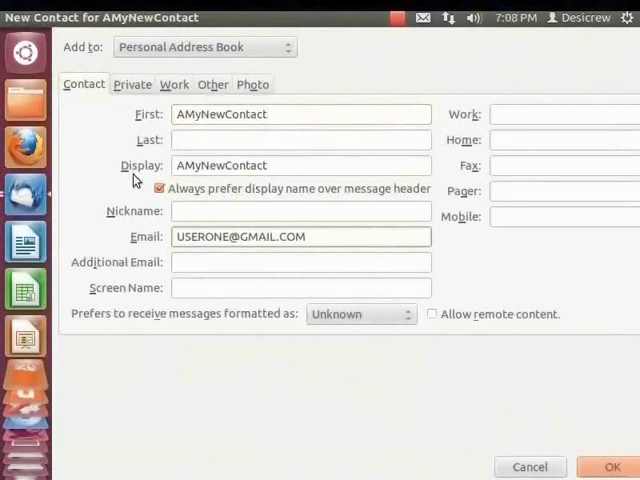 New Contact for AMyNewContact 7:08 PM Desicrew
Add to: Personal Address Book
Contact Private Work Other Photo
First: AMyNewContact Work:
Last: Home:
Display: AMyNewContact Fax:
Always prefer display name over message header Pager:
Nickname: Mobile:
Email: USERONE@GMAIL.COM
Additional Email:
Screen Name:
Prefers to receive messages formatted as: Unknown Allow remote content.
Cancel OK